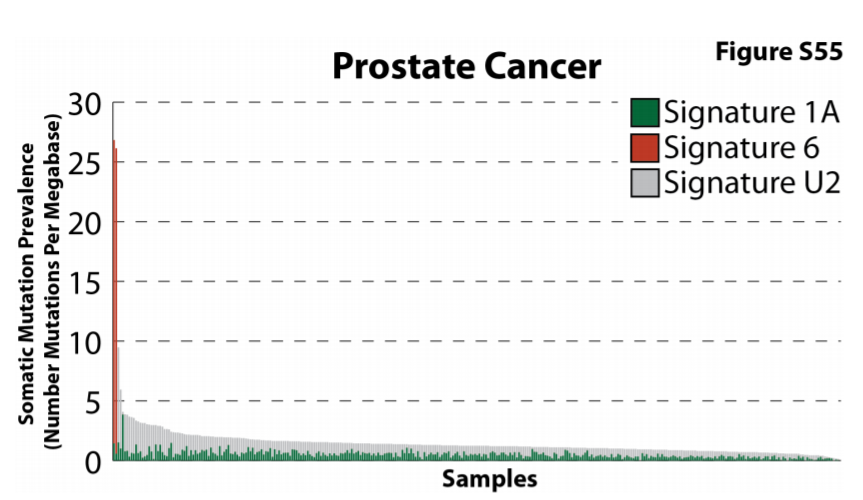 Figure S55
Prostate Cancer
Somatic Mutation Prevalence
(Number Mutations Per Megabase)
30
25
20
15
10
5
0
Signature 1A
Signature 6
Signature U2
Samples